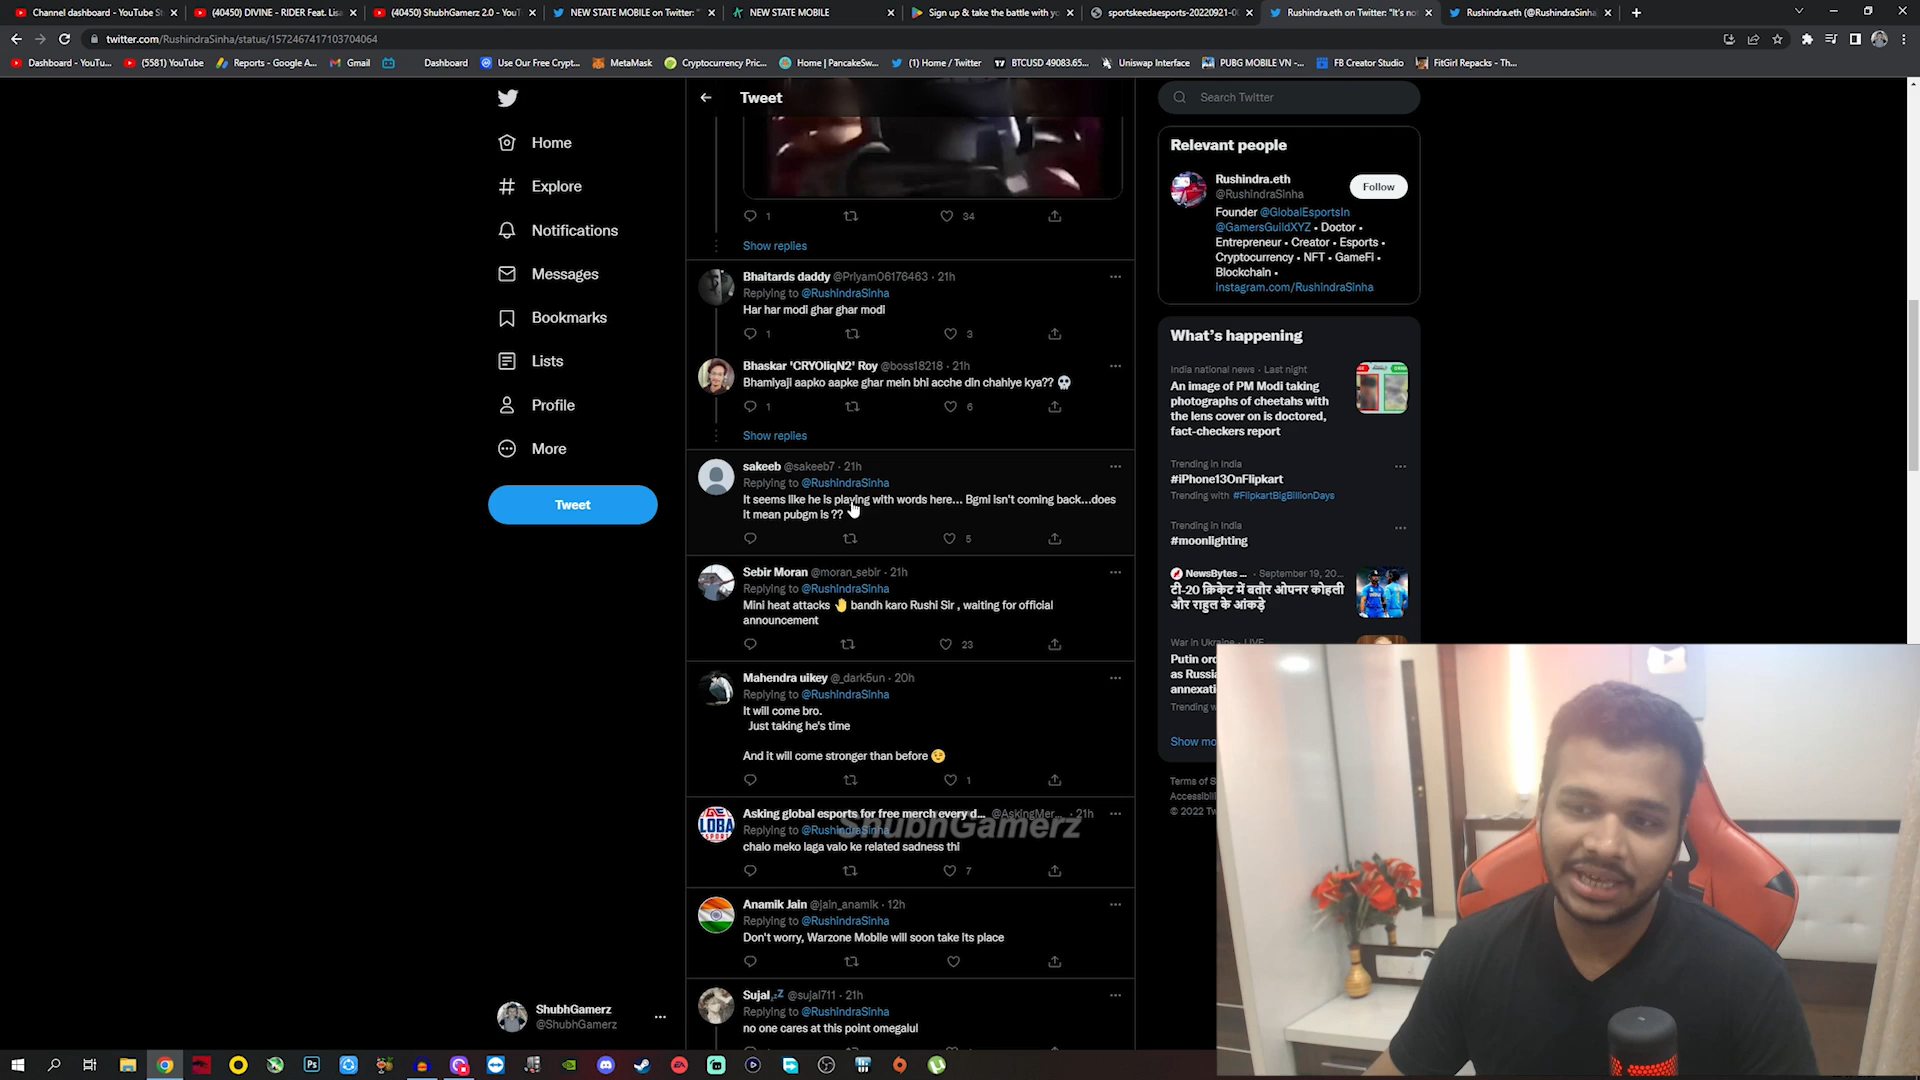 Channel dashboard - YouTube St
(40450) DIVINE - RIDER Feat. Lisa
(40450) ShubhGamerz 2.0 - YouT
NEW STATE MOBILE on Twitter: "
NEW STATE MOBILE
Sign up & take the battle with yo
sportskeedaesports-20220921-0
Rushindra.eth on Twitter: "It's no
Rushindra.eth (@RushindraSinha
twitter.com/RushindraSinha/status/1572467417103704064
Dashboard - YouTu...
(5581) YouTube
Reports - Google A...
Gmail
Dashboard
Use Our Free Crypt...
MetaMask
Cryptocurrency Pric...
Home | PancakeSw...
(1) Home / Twitter
BTCUSD 49083.65...
Uniswap Interface
PUBG MOBILE VN -...
FB Creator Studio
FitGirl Repacks - Th...
Home
Explore
Notifications
Messages
Bookmarks
Lists
Profile
More
Tweet
ShubhGamerz
@ShubhGamerz
Tweet
1
34
Show replies
Bhaitards daddy @Priyam06176463 · 21h
Replying to @RushindraSinha
Har har modi ghar ghar modi
1
3
Bhaskar 'CRYOliqN2' Roy @boss18218 · 21h
Bhamiyaji aapko aapke ghar mein bhi acche din chahiye kya?? 💀
1
6
Show replies
sakeeb @sakeeb7 · 21h
Replying to @RushindraSinha
It seems like he is playing with words here... Bgmi isn't coming back...does
it mean pubgm is ??
5
Sebir Moran @moran_sebir · 21h
Replying to @RushindraSinha
Mini heat attacks 🤚 bandh karo Rushi Sir , waiting for official
announcement
23
Mahendra uikey @_dark5un · 20h
Replying to @RushindraSinha
It will come bro.
Just taking he's time
And it will come stronger than before
1
Asking global esports for free merch every d... @AskingMer... · 21h
Replying to @RushindraSinha
ShubhGamerz
chalo meko laga valo ke related sadness thi
7
Anamik Jain @jain_anamik · 12h
Replying to @RushindraSinha
Don't worry, Warzone Mobile will soon take its place
Sujal 💤 @sujal711 · 21h
Replying to @RushindraSinha
no one cares at this point omegalul
Search Twitter
Relevant people
Rushindra.eth
@RushindraSinha
Follow
Founder @GlobalEsportsIn
@GamersGuildXYZ • Doctor •
Entrepreneur • Creator • Esports •
Cryptocurrency • NFT • GameFi •
Blockchain •
instagram.com/RushindraSinha
What's happening
India national news · Last night
An image of PM Modi taking
photographs of cheetahs with
the lens cover on is doctored,
fact-checkers report
Trending in India
#iPhone13OnFlipkart
Trending with #FlipkartBigBillionDays
Trending in India
#moonlighting
NewsBytes ... · September 19, 20...
टी-20 क्रिकेट में बतौर ओपनर कोहली
और राहुल के आंकड़े
War in Ukraine · LIVE
Putin ord
as Russia
annexati
Trending w
Show mo
Terms of S
Accessibili
© 2022 Tw